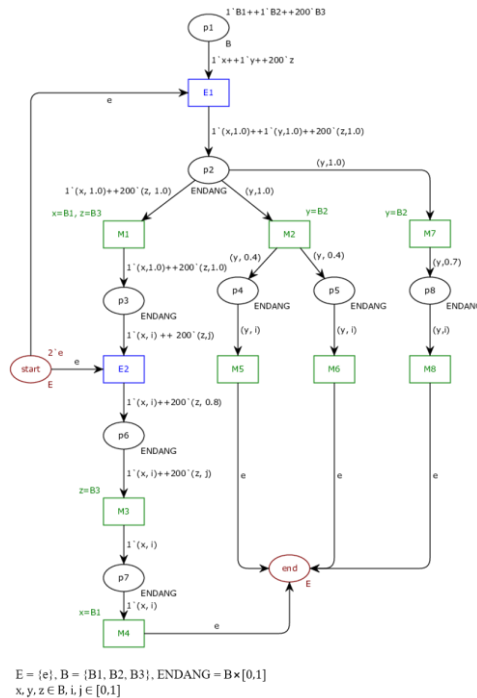 1`B1++1`B2++200`B3
p1
B
1`x++1`y++200`z
e
E1
1`(x,1.0)++1`(y,1.0)++200`(z,1.0)
p2
(y,1.0)
ENDANG
1`(x, 1.0)++200`(z, 1.0)
(y,1.0)
x=B1, z=B3
y=B2
y=B2
M1
M2
M7
(y, 0.4)
(y, 0.4)
(y,0.7)
1`(x,1.0)++200`(z,1.0)
p3
p4
p5
p8
ENDANG
ENDANG
ENDANG
ENDANG
1`(x, i) ++ 200`(z,j)
(y, i)
(y, i)
(y,i)
2`e
start
e
E
E2
M5
M6
M8
1`(x, i)++200`(z, 0.8)
p6
ENDANG
1`(x, i)++200`(z, j)
e
e
e
z=B3
M3
1`(x, i)
p7
end
ENDANG
E
1`(x, i)
x=B1
M4
e
E = {e}, B = {B1, B2, B3}, ENDANG = B×[0,1]
x, y, z ∈ B, i, j ∈ [0,1]